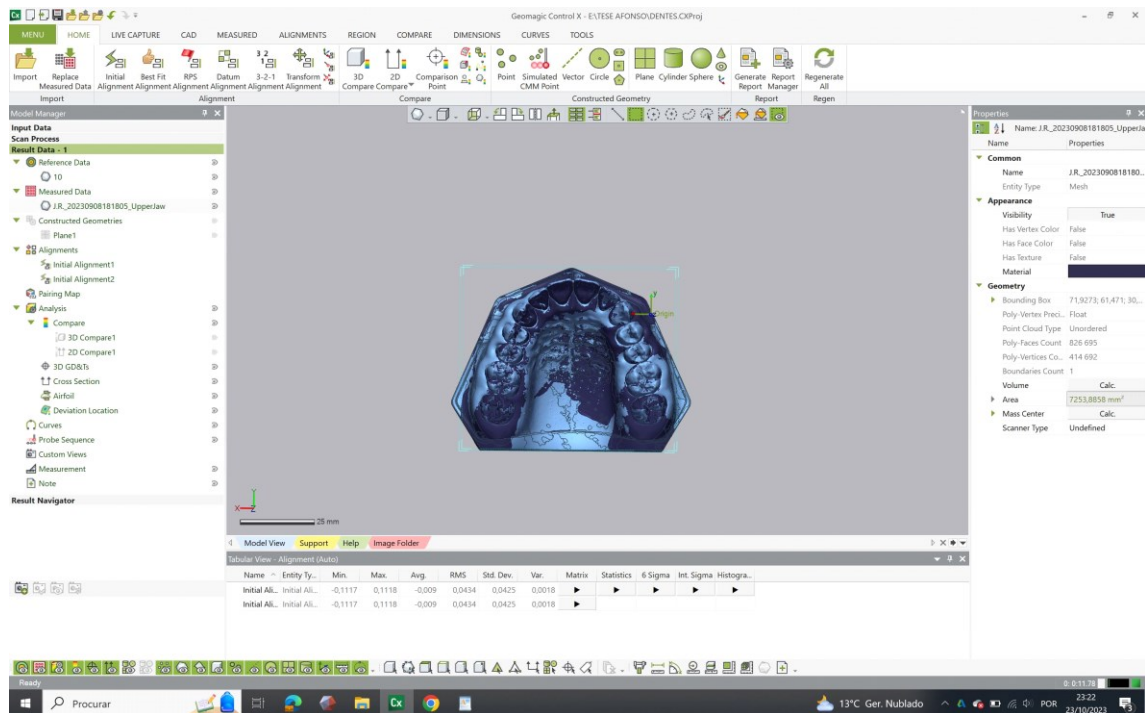 Geomagic Control X - E:\TESE AFONSO\DENTES.CXProj
MENU HOME LIVE CAPTURE CAD MEASURED ALIGNMENTS REGION COMPARE DIMENSIONS CURVES TOOLS
Import Replace Measured Data Initial Alignment Best Fit Alignment RPS Alignment Datum Alignment 3-2-1 Alignment Transform Alignment 3D Compare 2D Compare Comparison Point Point Simulated CMM Point Vector Circle Plane Cylinder Sphere Generate Report Report Manager Regenerate All
Import Alignment Compare Constructed Geometry Report Regen
Model Manager
Input Data
Scan Process
Result Data - 1
Reference Data
10
Measured Data
J.R._20230908181805_UpperJaw
Constructed Geometries
Plane1
Alignments
Initial Alignment1
Initial Alignment2
Pairing Map
Analysis
Compare
3D Compare1
2D Compare1
3D GD&Ts
Cross Section
Airfoil
Deviation Location
Curves
Probe Sequence
Custom Views
Measurement
Note
Result Navigator
Y
Origin
Y
X Z
25 mm
Properties
Name: J.R._20230908181805_UpperJa
Name Properties
Common
Name J.R._2023090818180...
Entity Type Mesh
Appearance
Visibility True
Has Vertex Color False
Has Face Color False
Has Texture False
Material
Geometry
Bounding Box 71,9273; 61,471; 30,...
Poly-Vertex Preci... Float
Point Cloud Type Unordered
Poly-Faces Count 826 695
Poly-Vertices Co... 414 692
Boundaries Count 1
Volume Calc.
Area 7253,8858 mm²
Mass Center Calc.
Scanner Type Undefined
Model View Support Help Image Folder
Tabular View - Alignment (Auto)
Name Entity Ty... Min. Max. Avg. RMS Std. Dev. Var. Matrix Statistics 6 Sigma Int. Sigma Histogra...
Initial Ali... Initial Ali... -0,1117 0,1118 -0,009 0,0434 0,0425 0,0018
Initial Ali... Initial Ali... -0,1117 0,1118 -0,009 0,0434 0,0425 0,0018
Ready
0: 0:11.78
Procurar
Cx
13°C Ger. Nublado
POR
23:22
23/10/2023